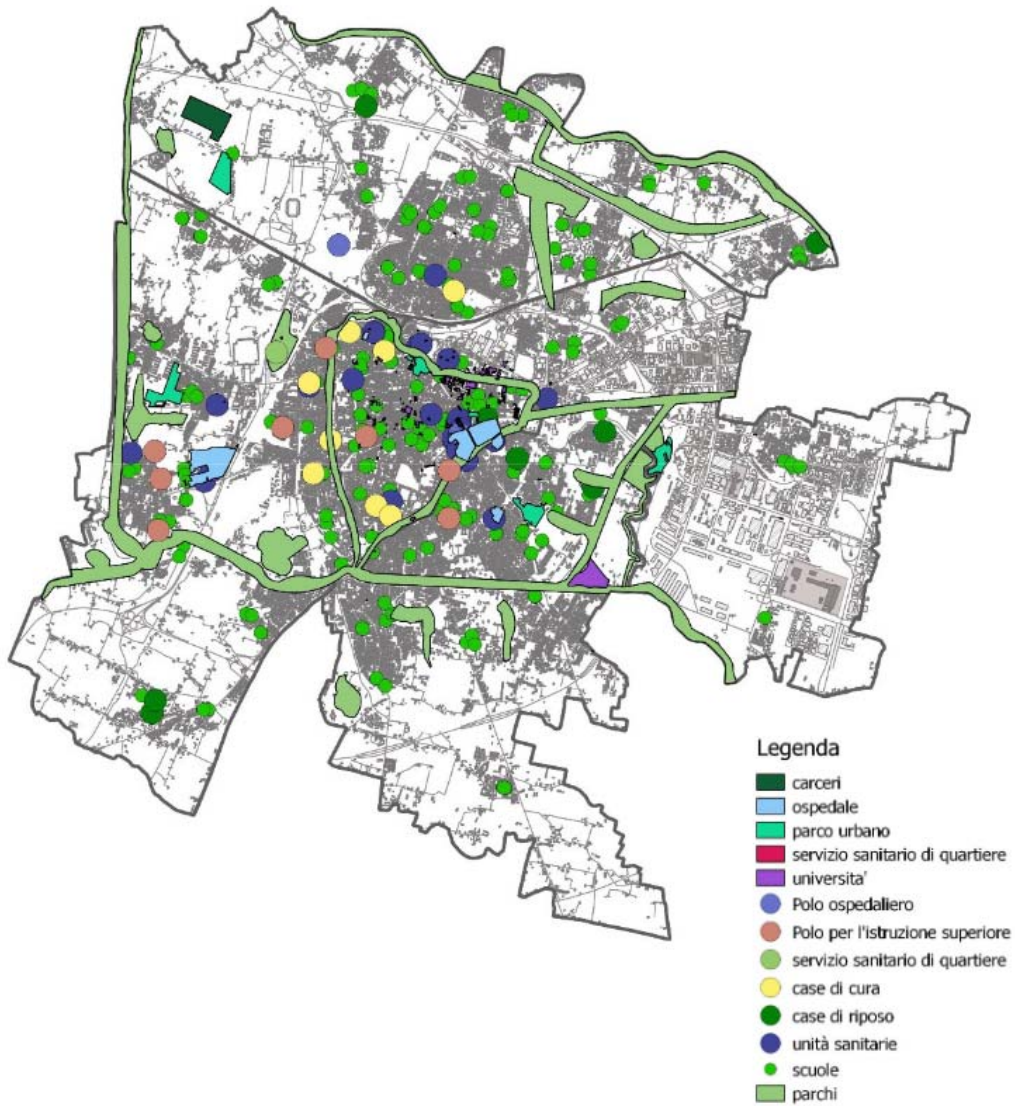 Legenda
carceri
ospedale
parco urbano
servizio sanitario di quartiere
universita'
Polo ospedaliero
Polo per l'istruzione superiore
servizio sanitario di quartiere
case di cura
case di riposo
unità sanitarie
scuole
parchi